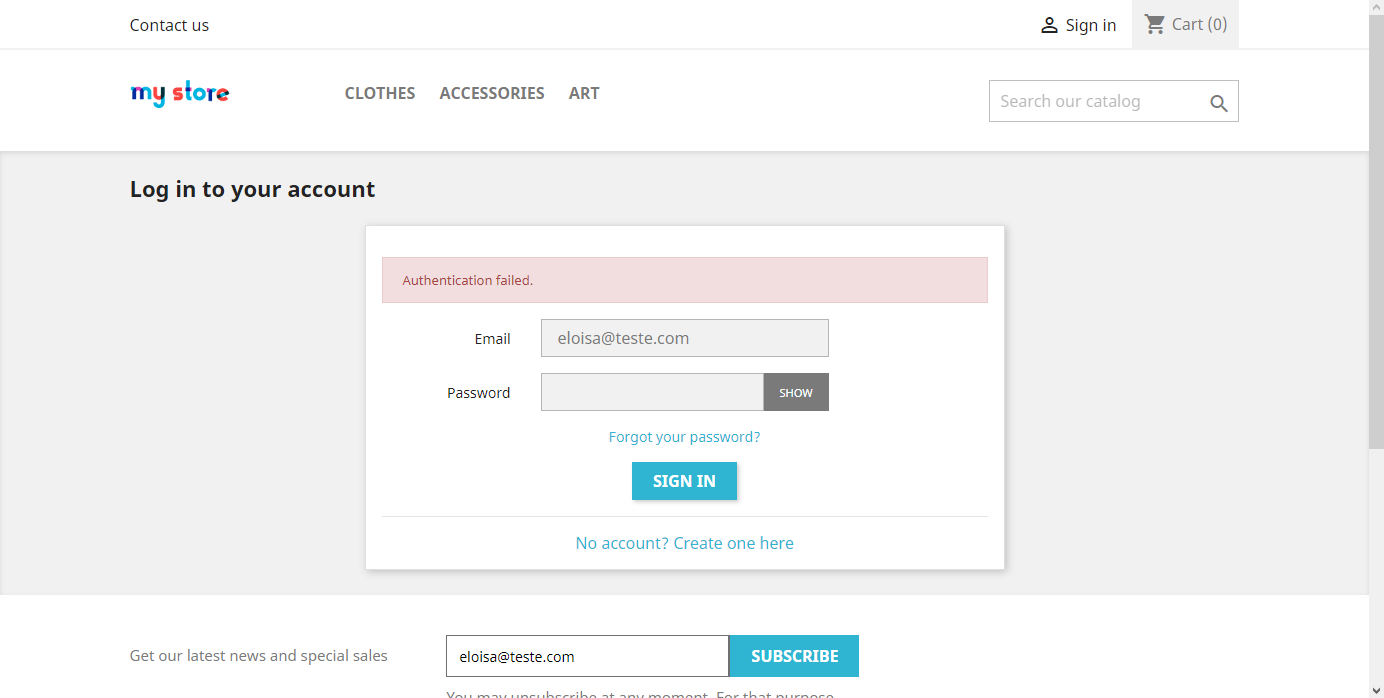 Contact us
Sign in
Cart (0)
my store
CLOTHES
ACCESSORIES
ART
Search our catalog
Log in to your account
Authentication failed.
Email
eloisa@teste.com
Password
SHOW
Forgot your password?
SIGN IN
No account? Create one here
Get our latest news and special sales
eloisa@teste.com
SUBSCRIBE
You may unsubscribe at any moment. For that purpose,